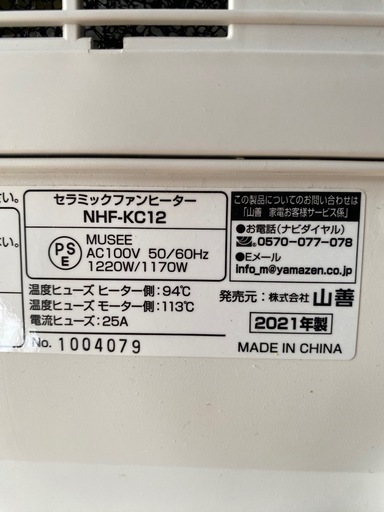 さい。
い。
セラミックファンヒーター
NHF-KC12
PS
E
MUSEE
AC100V 50/60Hz
1220W/1170W
温度ヒューズ ヒーター側:94℃
温度ヒューズ モーター側:113℃
電流ヒューズ:25A
No. 1004079
この製品についてのお問い合わせは
「山善 家電お客様サービス係」
●お電話(ナビダイヤル)
0570-077-078
●Eメール
info_m@yamazen.co.jp
発売元:株式会社 山善
2021年製
MADE IN CHINA